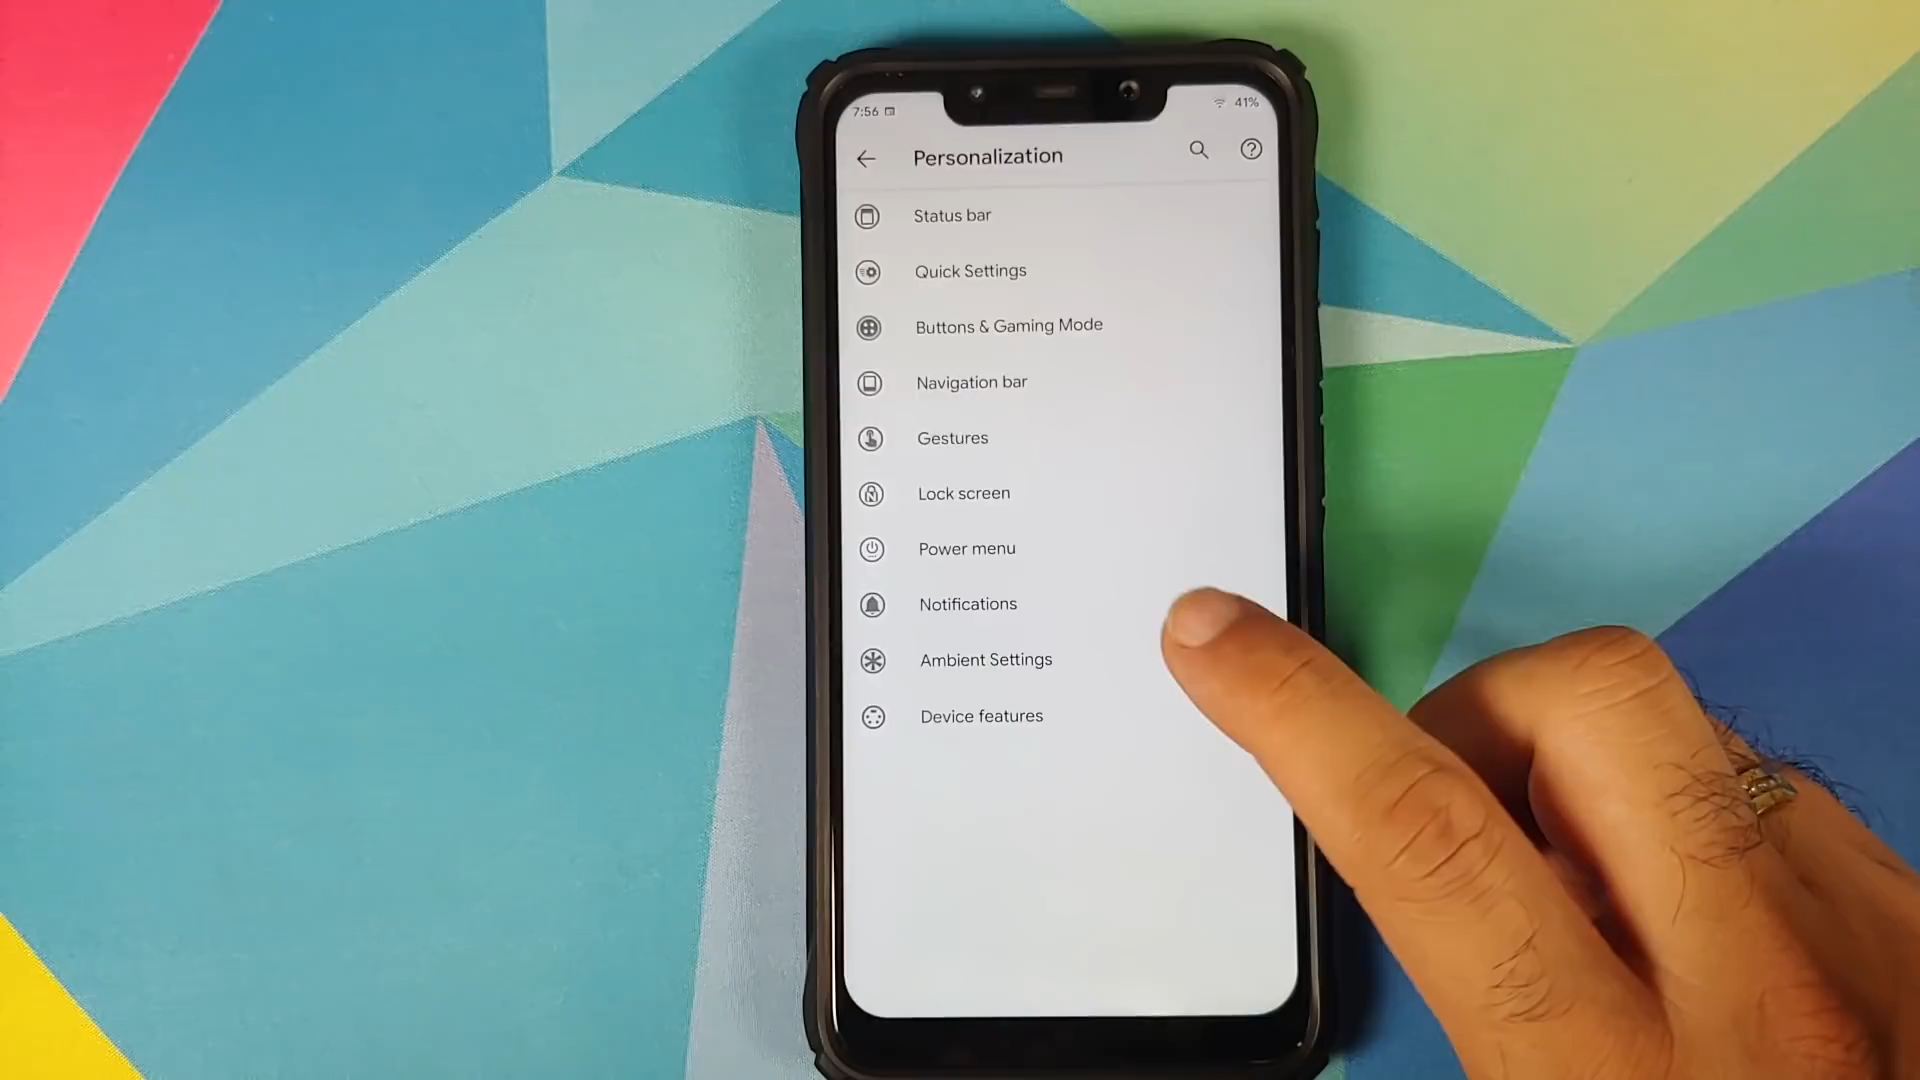 7:56
41%
Personalization
Status bar
Quick Settings
Buttons & Gaming Mode
Navigation bar
Gestures
Lock screen
Power menu
Notifications
Ambient Settings
Device features